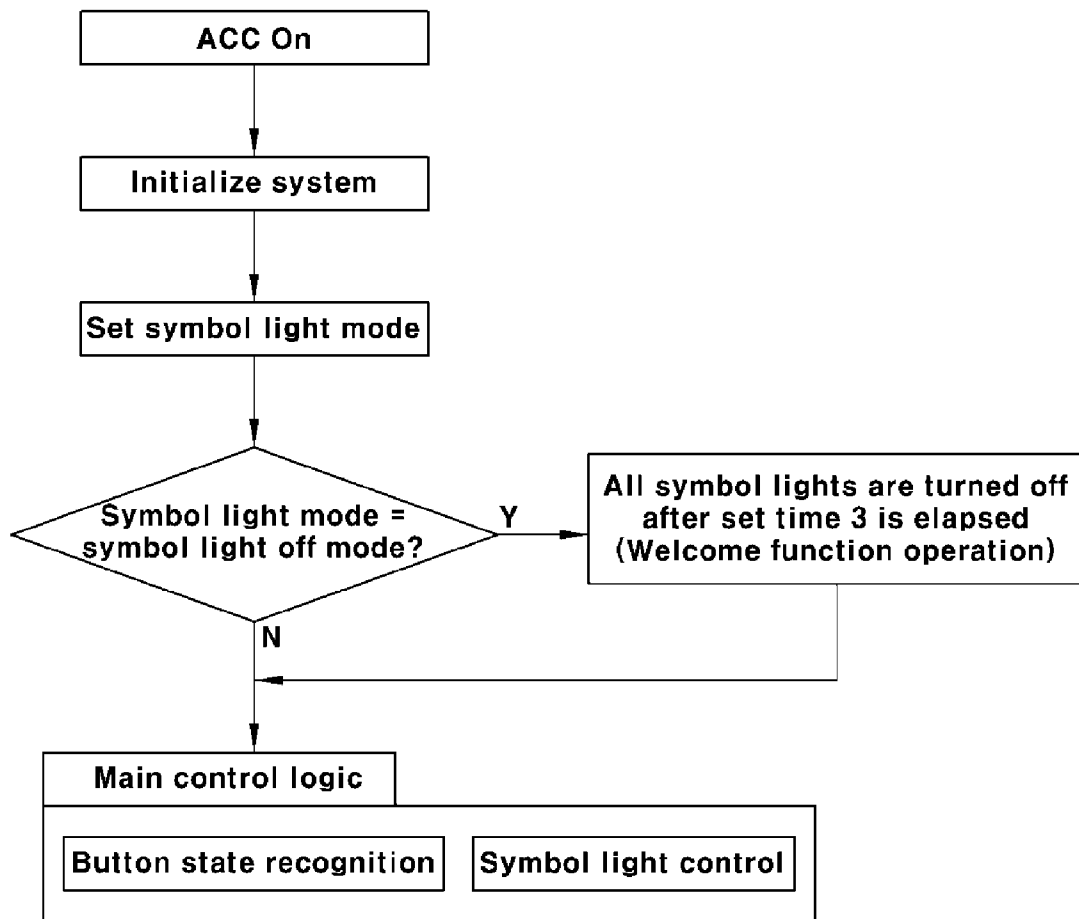 ACC On
Initialize system
Set symbol light mode
Symbol light mode =
symbol light off mode?
Y
All symbol lights are turned off
after set time 3 is elapsed
(Welcome function operation)
N
Main control logic
Button state recognition
Symbol light control